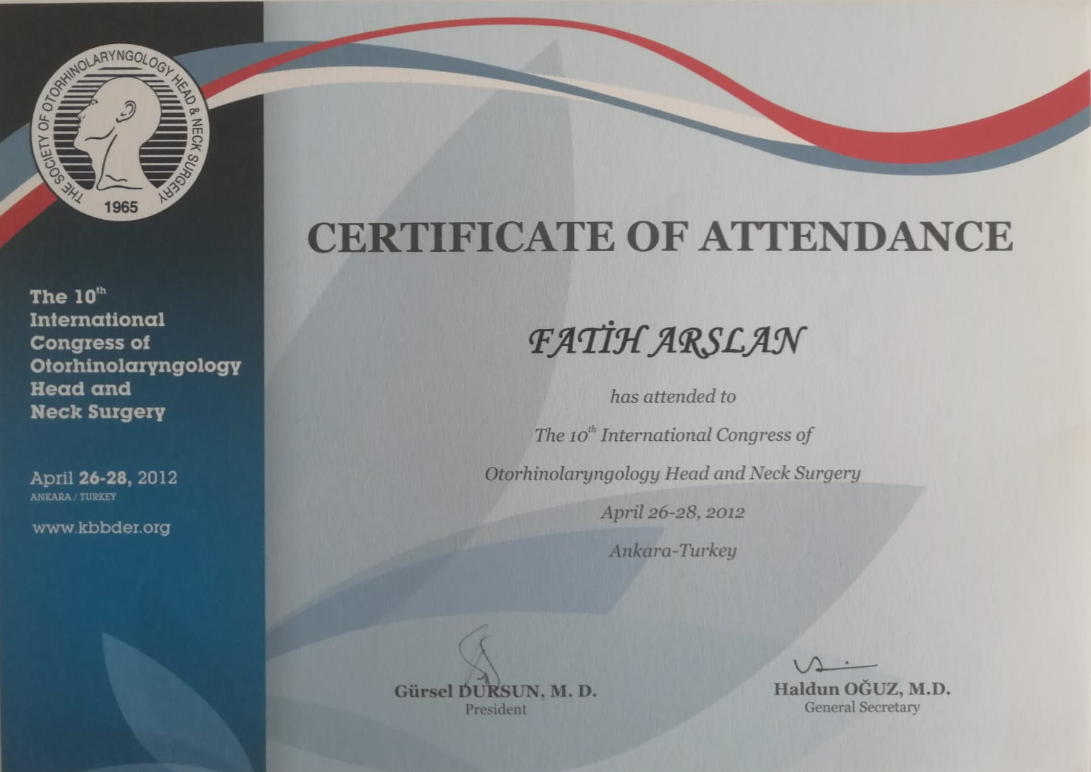 THE SOCIETY OF OTORHINOLARYNGOLOGY HEAD & NECK SURGERY
1965
The 10th
International
Congress of
Otorhinolaryngology
Head and
Neck Surgery
April 26-28, 2012
ANKARA / TURKEY
www.kbbder.org
CERTIFICATE OF ATTENDANCE
FATİH ARSLAN
has attended to
The 10th International Congress of
Otorhinolaryngology Head and Neck Surgery
April 26-28, 2012
Ankara-Turkey
Gürsel DURSUN, M. D.
President
Haldun OĞUZ, M.D.
General Secretary